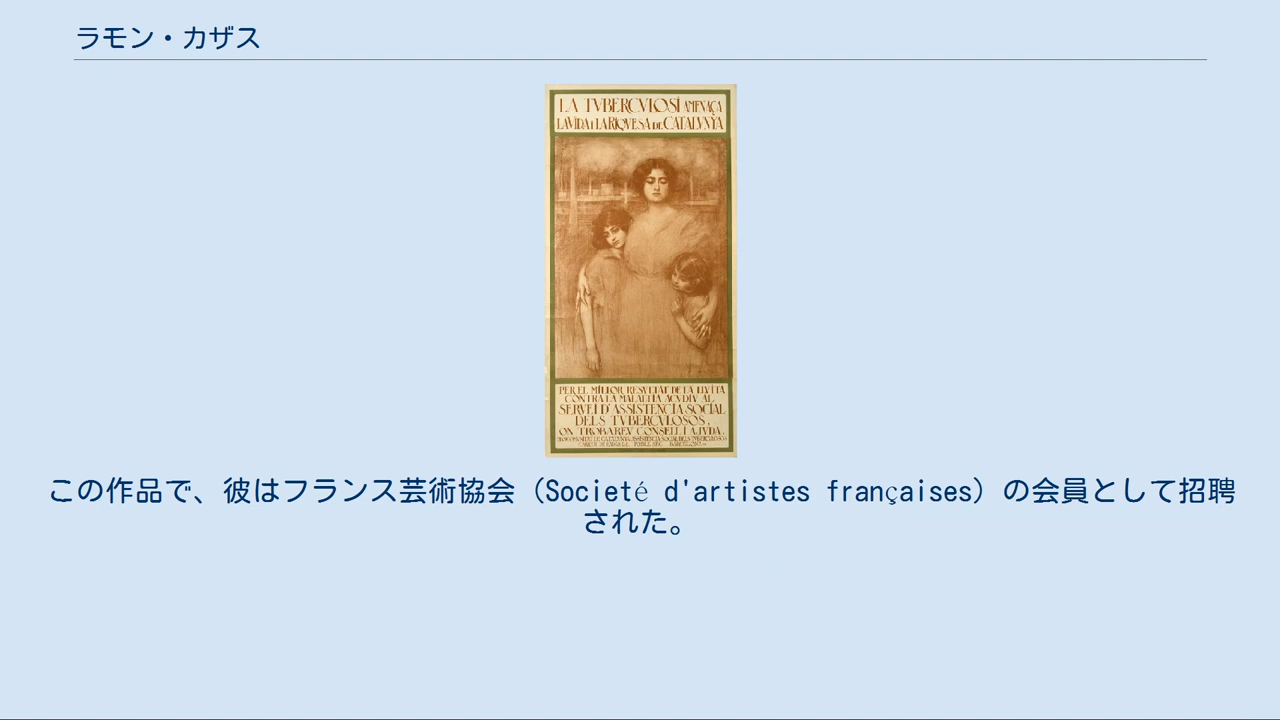 ラモン・カザス
LA TVBERCVLOSÍ AMENAÇA
LA VIDA I LA RIQVESA DE CATALVNYA
PER EL MILLOR RESVLTAT DE LA LLVITA
CONTRA LA MALALTIA ACVDIV AL
SERVEI D'ASSISTENCIA SOCIAL
DELS TVBERCVLOSOS,
ON TROBAREV CONSELL I AJVDA.
この作品で、彼はフランス芸術協会（Societé d'artistes françaises）の会員として招聘
された。